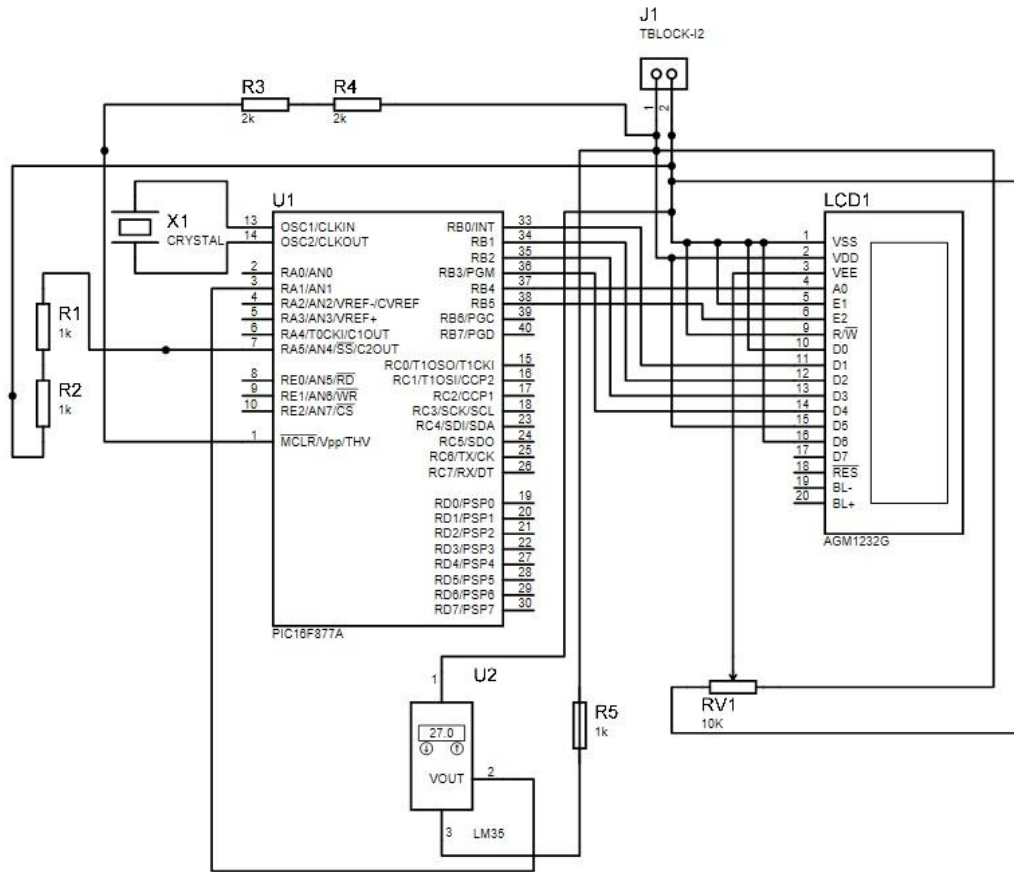 J1
TBLOCK-I2
1
2
R3
2k
R4
2k
X1
CRYSTAL
R1
1k
R2
1k
U1
13 OSC1/CLKIN
14 OSC2/CLKOUT
2 RA0/AN0
3 RA1/AN1
4 RA2/AN2/VREF-/CVREF
5 RA3/AN3/VREF+
6 RA4/T0CKI/C1OUT
7 RA5/AN4/SS/C2OUT
8 RE0/AN5/RD
9 RE1/AN6/WR
10 RE2/AN7/CS
1 MCLR/Vpp/THV
RB0/INT 33
RB1 34
RB2 35
RB3/PGM 36
RB4 37
RB5 38
RB6/PGC 39
RB7/PGD 40
RC0/T1OSO/T1CKI 15
RC1/T1OSI/CCP2 16
RC2/CCP1 17
RC3/SCK/SCL 18
RC4/SDI/SDA 23
RC5/SDO 24
RC6/TX/CK 25
RC7/RX/DT 26
RD0/PSP0 19
RD1/PSP1 20
RD2/PSP2 21
RD3/PSP3 22
RD4/PSP4 27
RD5/PSP5 28
RD6/PSP6 29
RD7/PSP7 30
PIC16F877A
LCD1
1 VSS
2 VDD
3 VEE
4 A0
5 E1
6 E2
9 R/W
10 D0
11 D1
12 D2
13 D3
14 D4
15 D5
16 D6
17 D7
18 RES
19 BL-
20 BL+
AGM1232G
U2
1
27.0
VOUT 2
3
LM35
R5
1k
RV1
10K